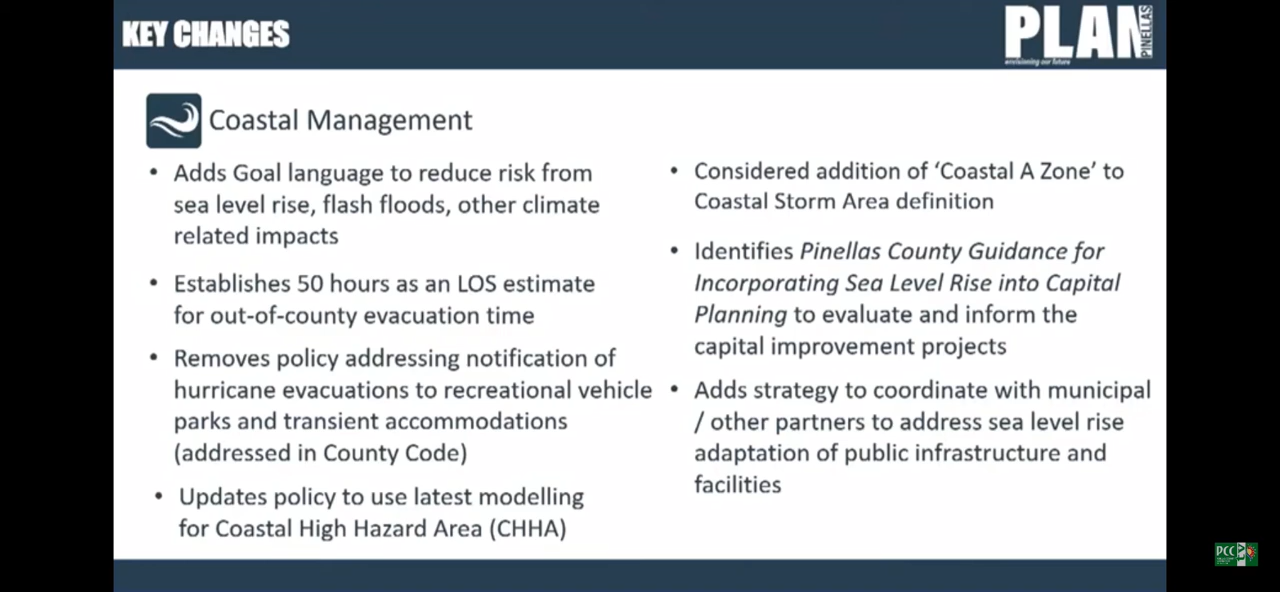 KEY CHANGES
PLAN
PINELLAS
envisioning our future
Coastal Management
• Adds Goal language to reduce risk from
sea level rise, flash floods, other climate
related impacts
• Establishes 50 hours as an LOS estimate
for out-of-county evacuation time
• Removes policy addressing notification of
hurricane evacuations to recreational vehicle
parks and transient accommodations
(addressed in County Code)
• Updates policy to use latest modelling
for Coastal High Hazard Area (CHHA)
• Considered addition of ‘Coastal A Zone’ to
Coastal Storm Area definition
• Identifies Pinellas County Guidance for
Incorporating Sea Level Rise into Capital
Planning to evaluate and inform the
capital improvement projects
• Adds strategy to coordinate with municipal
/ other partners to address sea level rise
adaptation of public infrastructure and
facilities
PCC